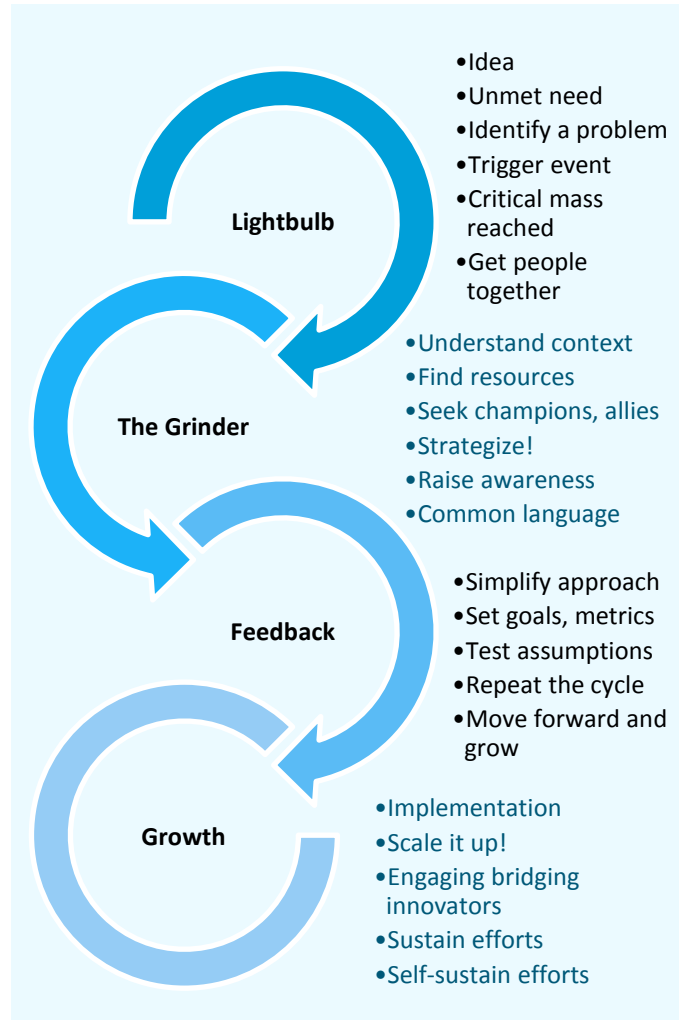 •Idea
•Unmet need
•Identify a problem
•Trigger event
•Critical mass
reached
•Get people
together
Lightbulb
•Understand context
•Find resources
•Seek champions, allies
•Strategize!
•Raise awareness
•Common language
The Grinder
•Simplify approach
•Set goals, metrics
•Test assumptions
•Repeat the cycle
•Move forward and
grow
Feedback
•Implementation
•Scale it up!
•Engaging bridging
innovators
•Sustain efforts
•Self-sustain efforts
Growth